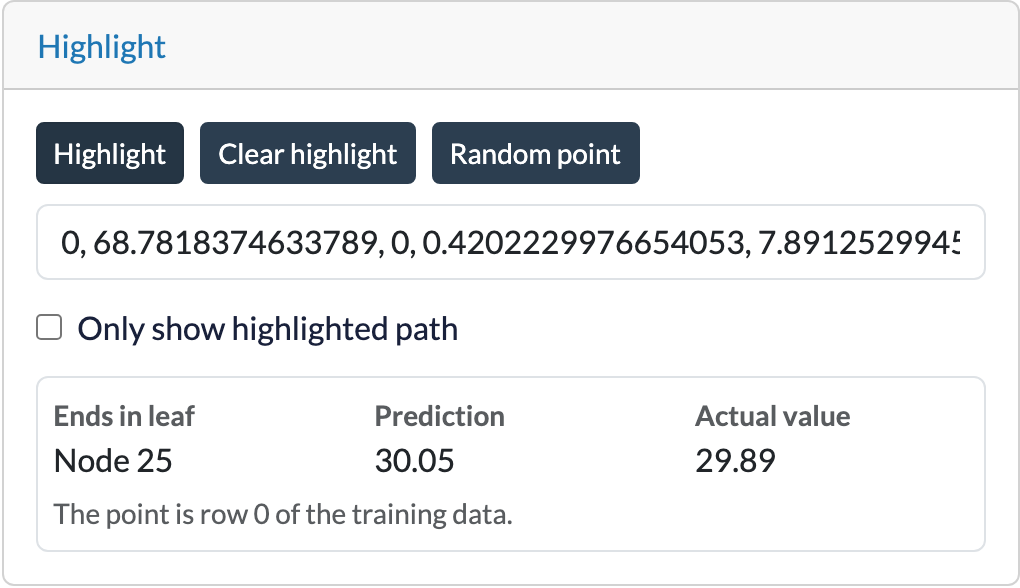 Highlight
Highlight Clear highlight Random point
0, 68.7818374633789, 0, 0.4202229976654053, 7.8912529945
Only show highlighted path
Ends in leaf Prediction Actual value
Node 25 30.05 29.89
The point is row 0 of the training data.